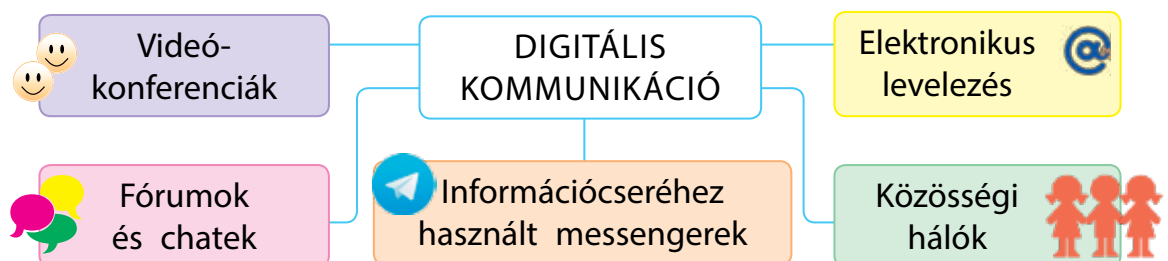 Videó-
konferenciák
DIGITÁLIS
KOMMUNIKÁCIÓ
Elektronikus
levelezés
@
Fórumok
és chatek
Információcseréhez
használt messengerek
Közösségi
hálók